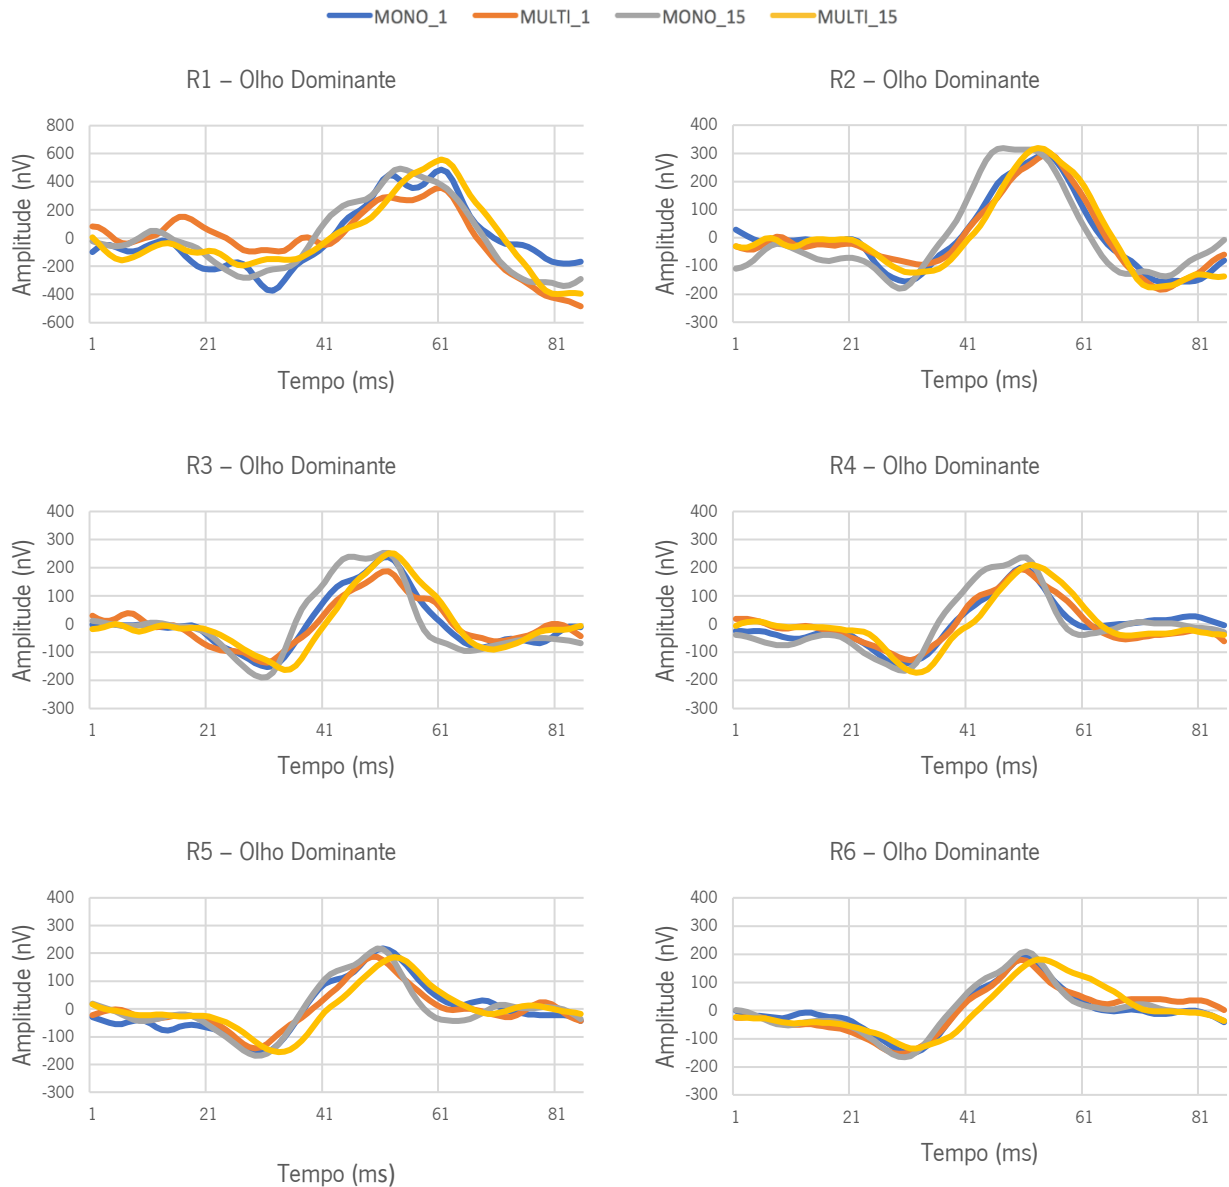 MONO_1 MULTI_1 MONO_15 MULTI_15
R1 – Olho Dominante
Amplitude (nV)
800
600
400
200
0
-200
-400
-600
1 21 41 61 81
Tempo (ms)
R2 – Olho Dominante
Amplitude (nV)
400
300
200
100
0
-100
-200
-300
1 21 41 61 81
Tempo (ms)
R3 – Olho Dominante
Amplitude (nV)
400
300
200
100
0
-100
-200
-300
1 21 41 61 81
Tempo (ms)
R4 – Olho Dominante
Amplitude (nV)
400
300
200
100
0
-100
-200
-300
1 21 41 61 81
Tempo (ms)
R5 – Olho Dominante
Amplitude (nV)
400
300
200
100
0
-100
-200
-300
1 21 41 61 81
Tempo (ms)
R6 – Olho Dominante
Amplitude (nV)
400
300
200
100
0
-100
-200
-300
1 21 41 61 81
Tempo (ms)